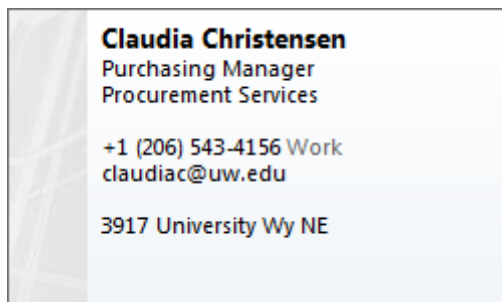 Claudia Christensen
Purchasing Manager
Procurement Services
+1 (206) 543-4156 Work
claudiac@uw.edu
3917 University Wy NE